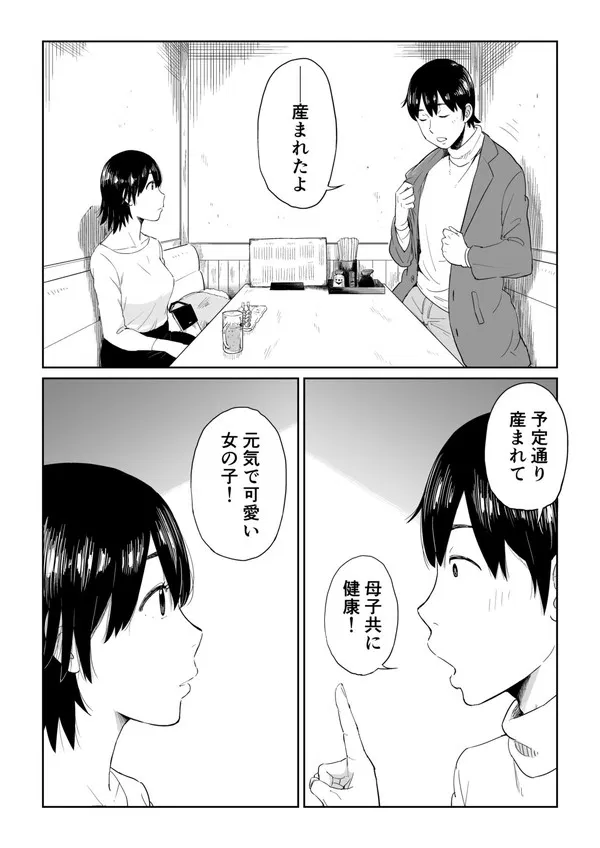 ──産まれたよ
予定通り
産まれて
母子共に
健康！
元気で可愛い
女の子！